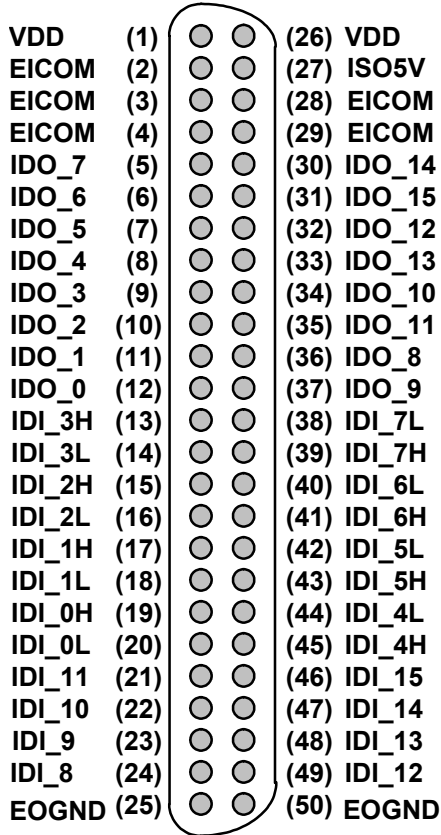 VDD (1) (26) VDD
EICOM (2) (27) ISO5V
EICOM (3) (28) EICOM
EICOM (4) (29) EICOM
IDO_7 (5) (30) IDO_14
IDO_6 (6) (31) IDO_15
IDO_5 (7) (32) IDO_12
IDO_4 (8) (33) IDO_13
IDO_3 (9) (34) IDO_10
IDO_2 (10) (35) IDO_11
IDO_1 (11) (36) IDO_8
IDO_0 (12) (37) IDO_9
IDI_3H (13) (38) IDI_7L
IDI_3L (14) (39) IDI_7H
IDI_2H (15) (40) IDI_6L
IDI_2L (16) (41) IDI_6H
IDI_1H (17) (42) IDI_5L
IDI_1L (18) (43) IDI_5H
IDI_0H (19) (44) IDI_4L
IDI_0L (20) (45) IDI_4H
IDI_11 (21) (46) IDI_15
IDI_10 (22) (47) IDI_14
IDI_9 (23) (48) IDI_13
IDI_8 (24) (49) IDI_12
EOGND (25) (50) EOGND